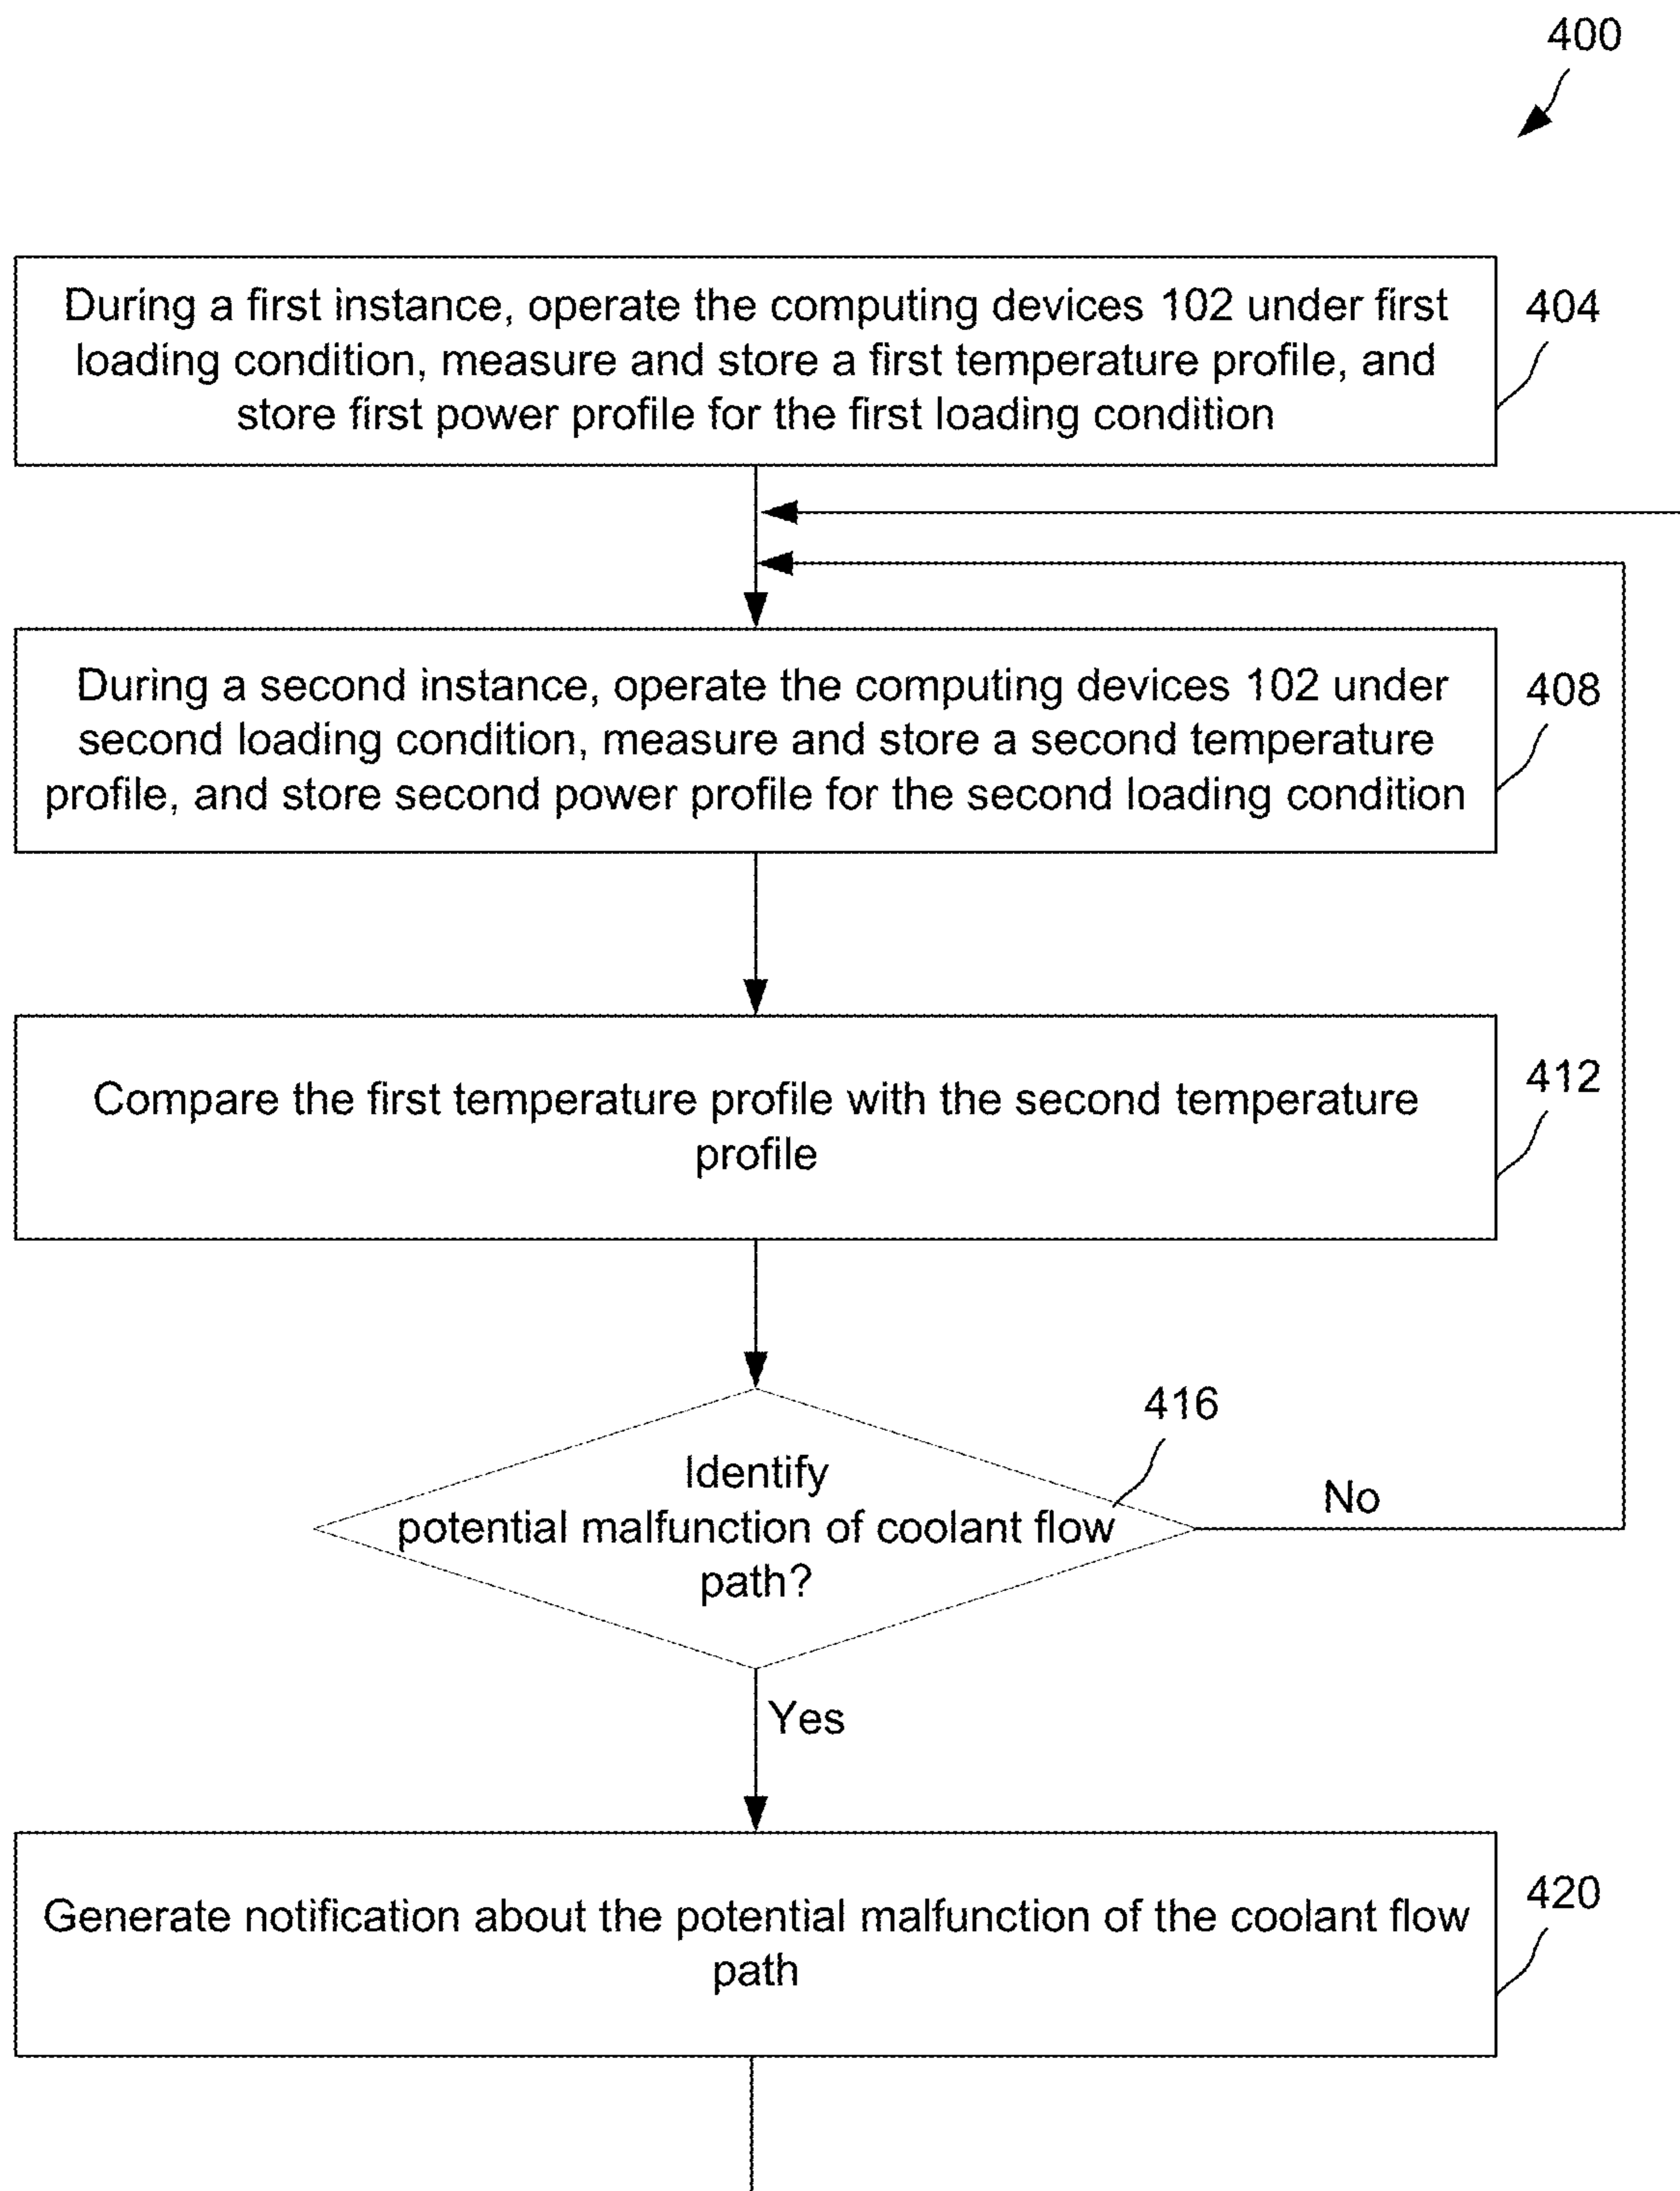 400
During a first instance, operate the computing devices 102 under first
loading condition, measure and store a first temperature profile, and
store first power profile for the first loading condition
404
During a second instance, operate the computing devices 102 under
second loading condition, measure and store a second temperature
profile, and store second power profile for the second loading condition
408
Compare the first temperature profile with the second temperature
profile
412
416
Identify
potential malfunction of coolant flow
path?
No
Yes
Generate notification about the potential malfunction of the coolant flow
path
420